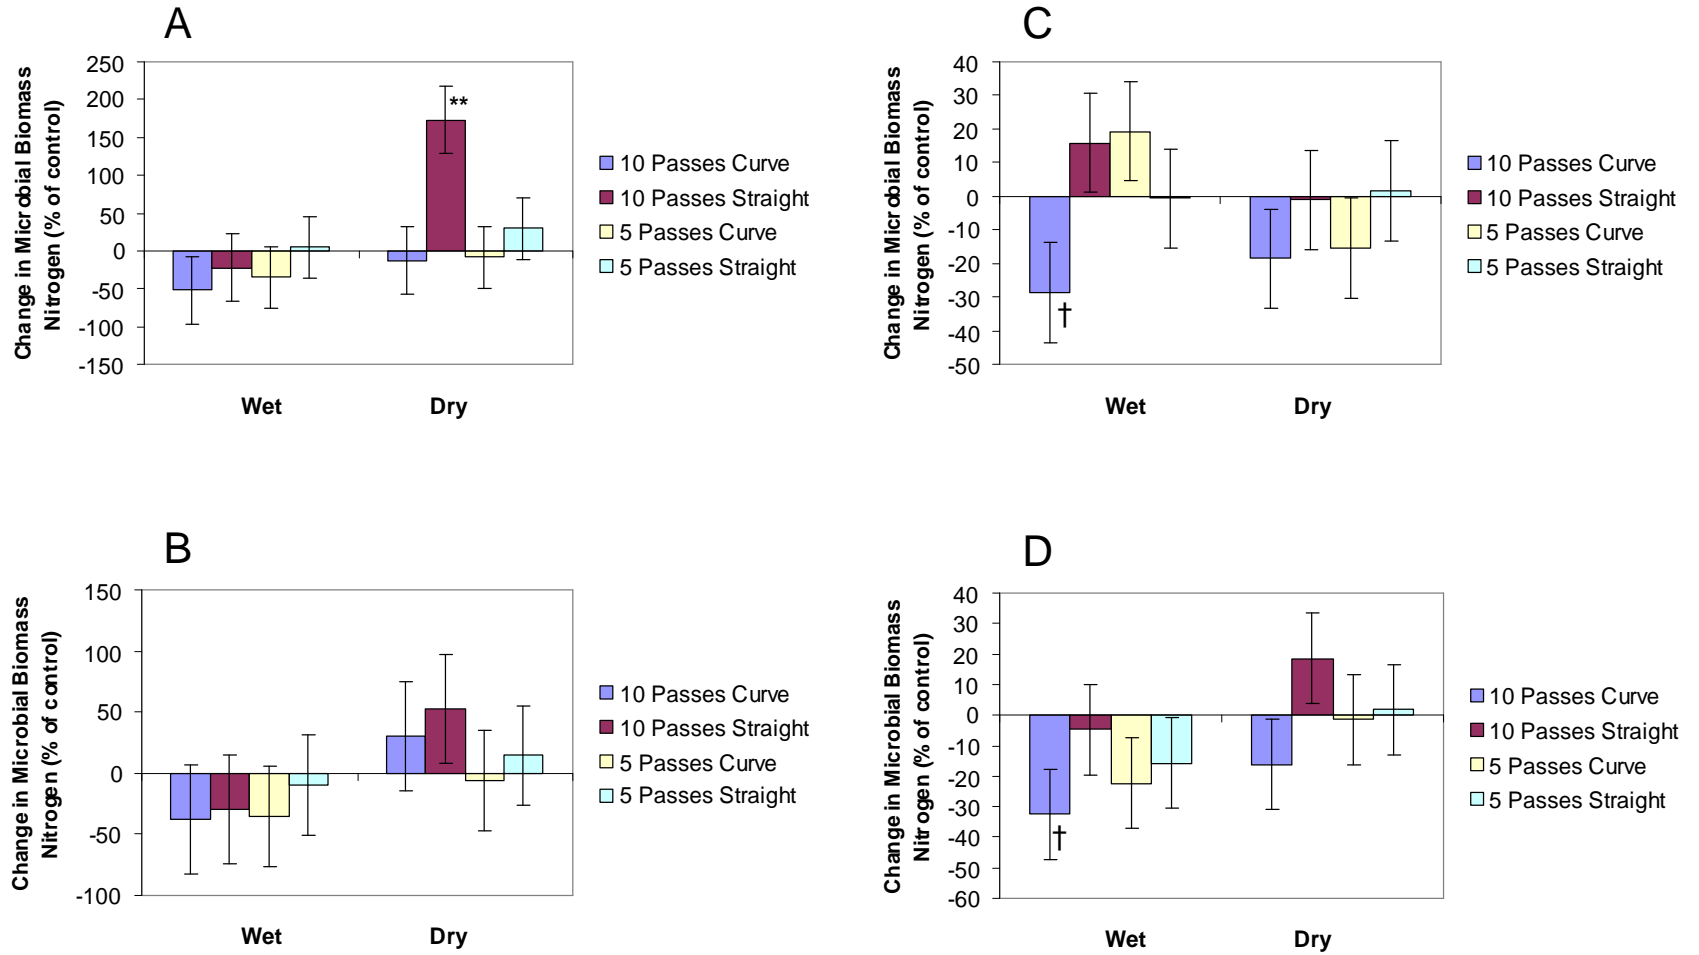 A
Change in Microbial Biomass
Nitrogen (% of control)
250
200
150
100
50
0
-50
-100
-150
**
Wet
Dry
10 Passes Curve
10 Passes Straight
5 Passes Curve
5 Passes Straight
C
Change in Microbial Biomass
Nitrogen (% of control)
40
30
20
10
0
-10
-20
-30
-40
-50
†
Wet
Dry
10 Passes Curve
10 Passes Straight
5 Passes Curve
5 Passes Straight
B
Change in Microbial Biomass
Nitrogen (% of control)
150
100
50
0
-50
-100
Wet
Dry
10 Passes Curve
10 Passes Straight
5 Passes Curve
5 Passes Straight
D
Change in Microbial Biomass
Nitrogen (% of control)
40
30
20
10
0
-10
-20
-30
-40
-50
-60
†
Wet
Dry
10 Passes Curve
10 Passes Straight
5 Passes Curve
5 Passes Straight